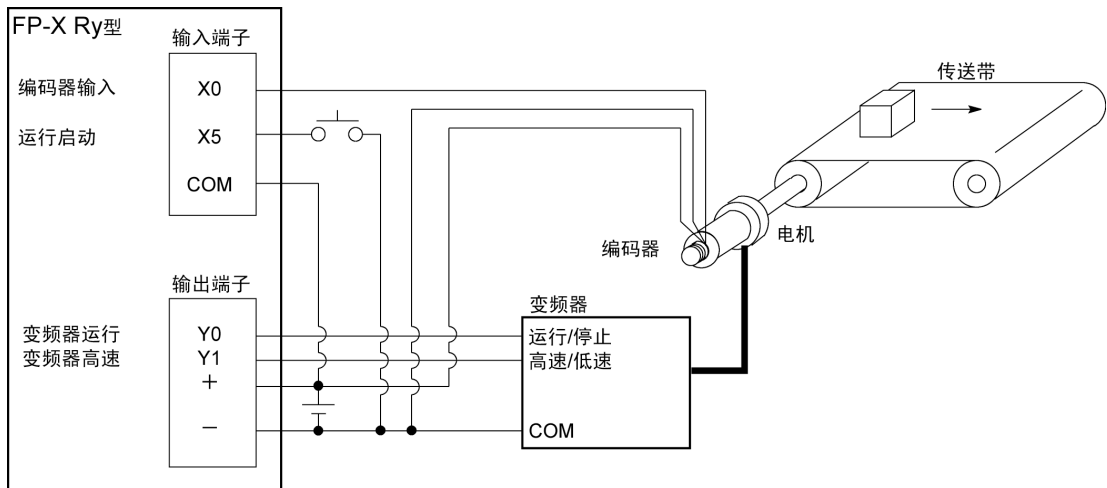 FP-X Ry型
输入端子
编码器输入
X0
运行启动
X5
COM
传送带
电机
编码器
输出端子
变频器
变频器运行
Y0
运行/停止
变频器高速
Y1
高速/低速
+
−
COM